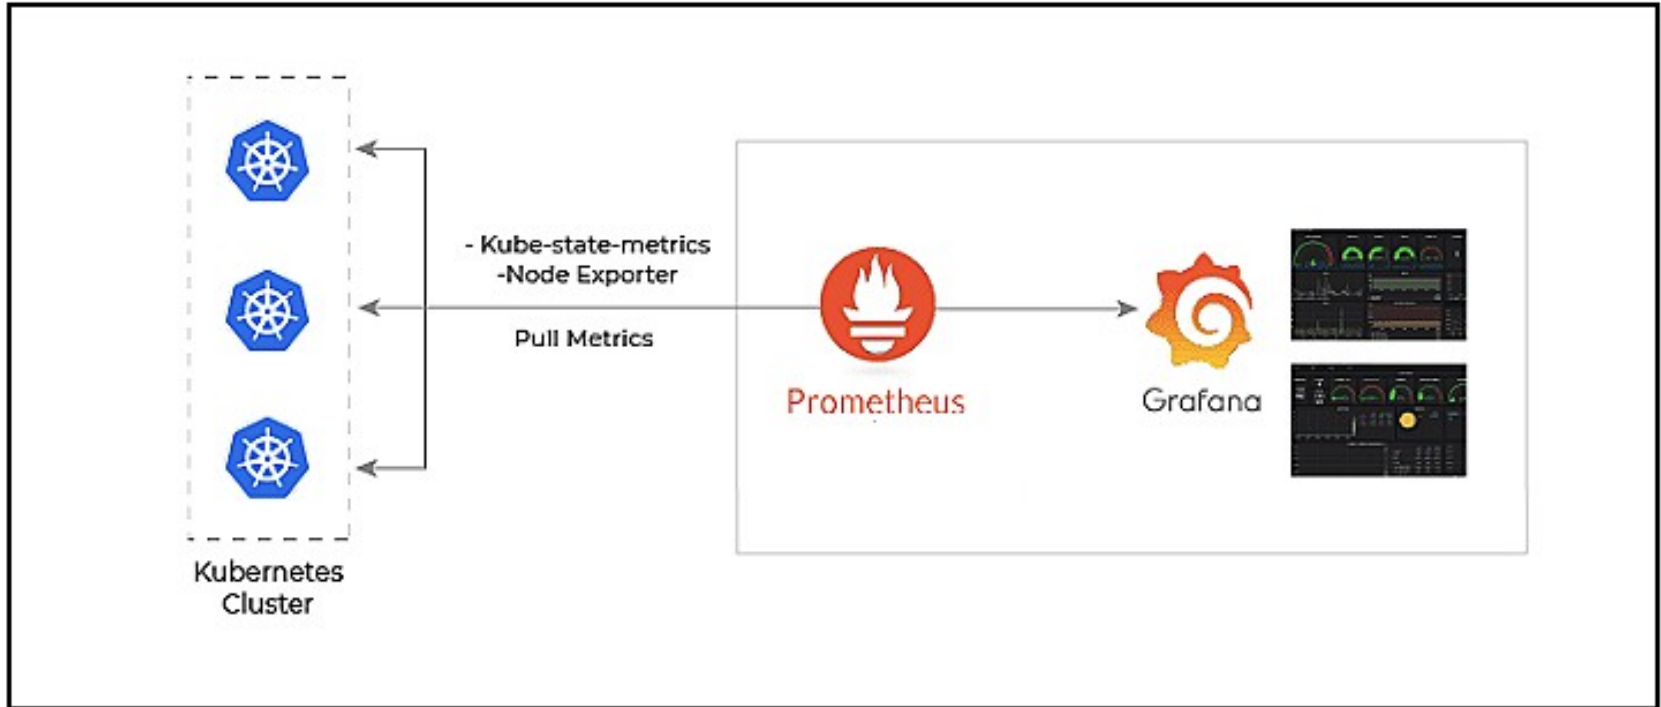 - Kube-state-metrics
-Node Exporter
Pull Metrics
Prometheus
Grafana
Kubernetes
Cluster